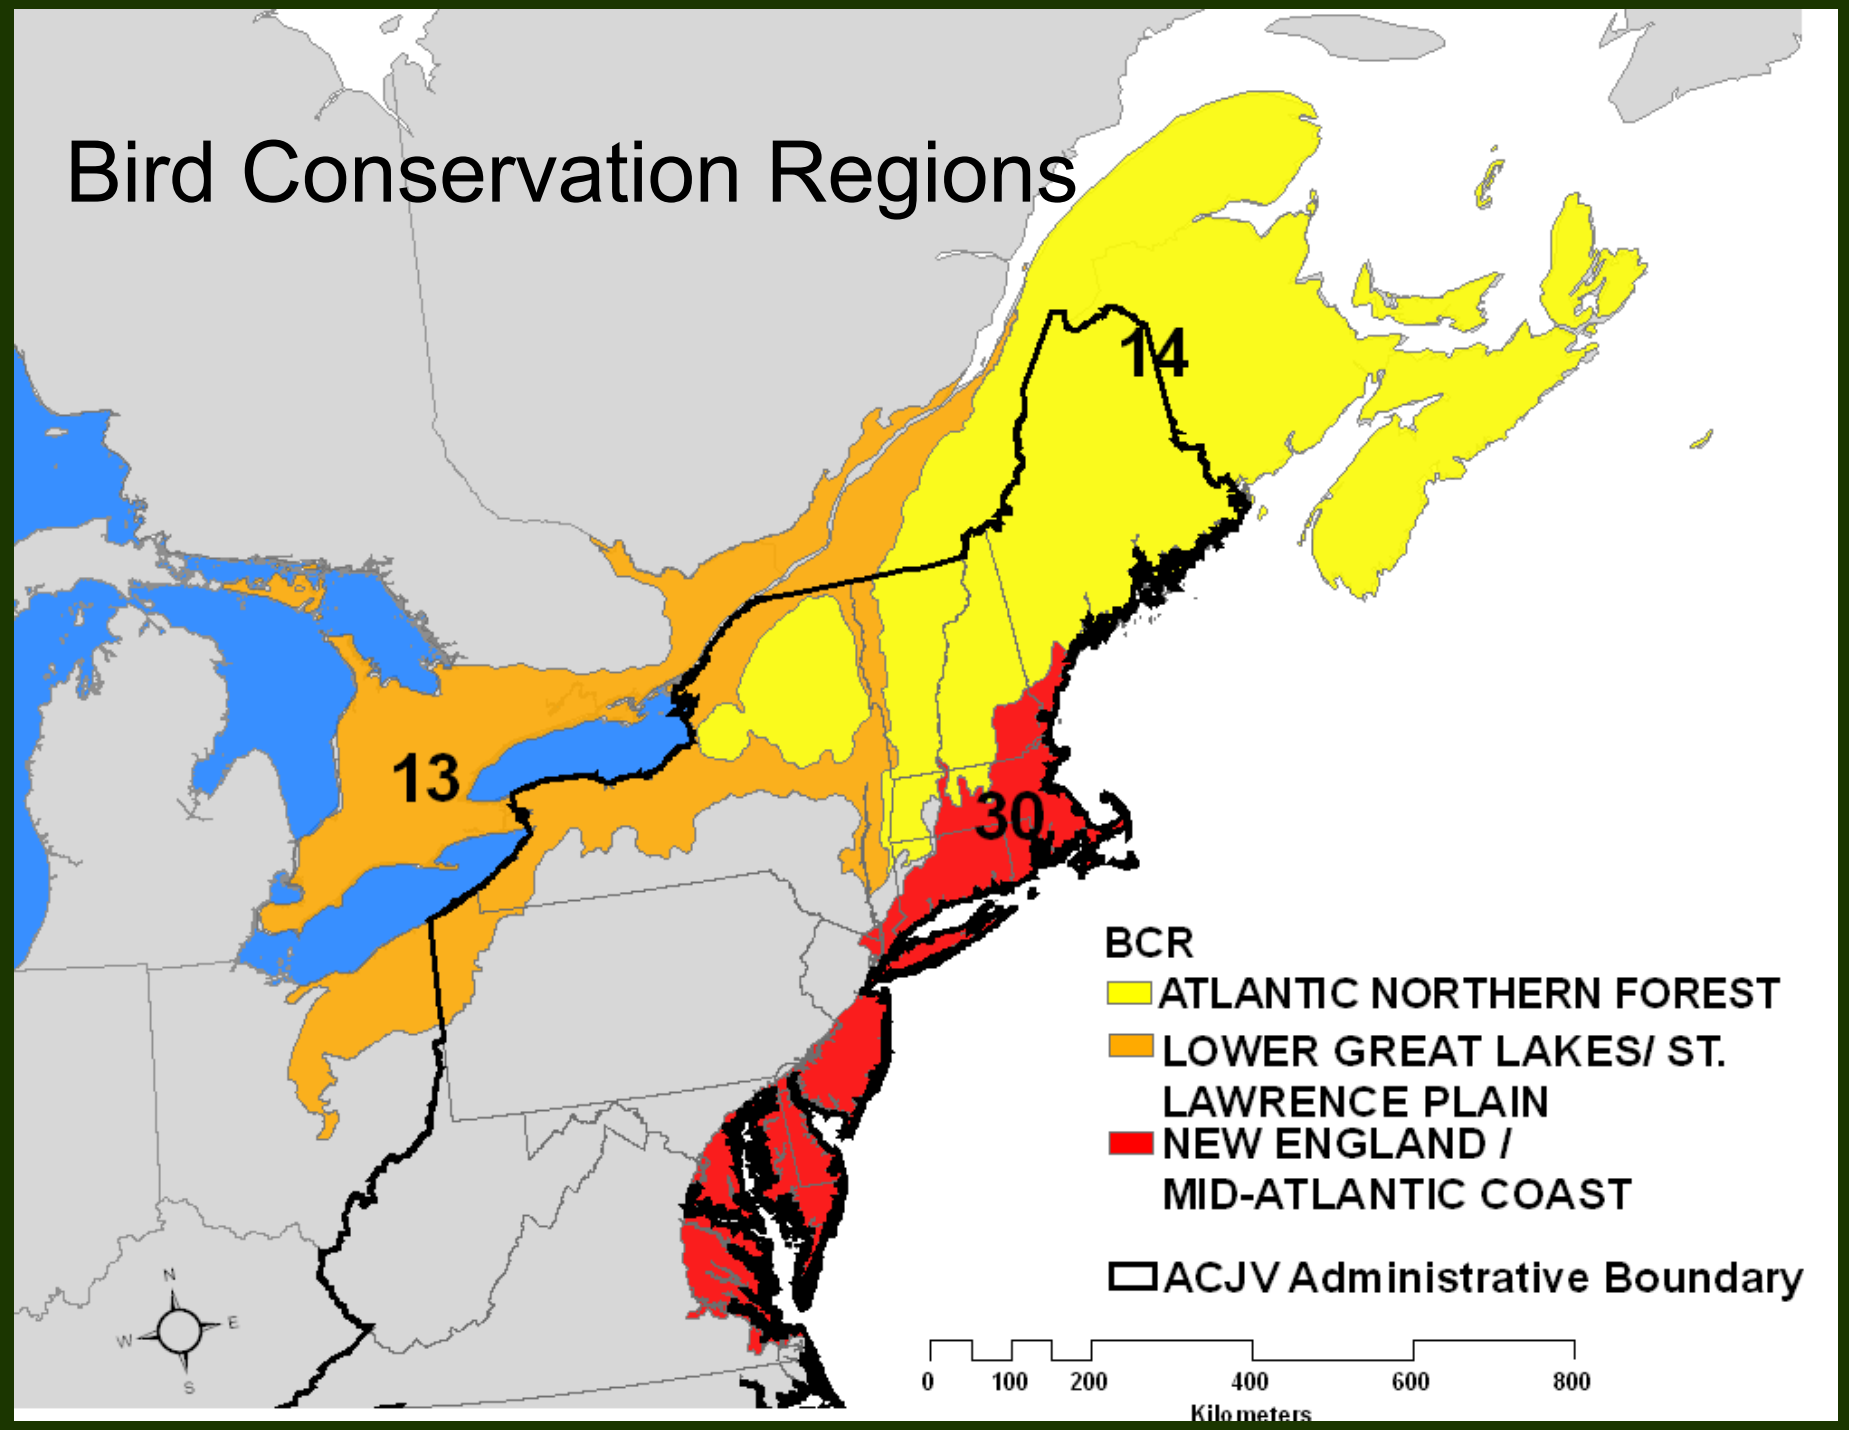 Bird Conservation Regions
14
13
30
BCR
ATLANTIC NORTHERN FOREST
LOWER GREAT LAKES/ ST.
LAWRENCE PLAIN
NEW ENGLAND /
MID-ATLANTIC COAST
ACJV Administrative Boundary
N
W E
S
0 100 200 400 600 800
Kilometers